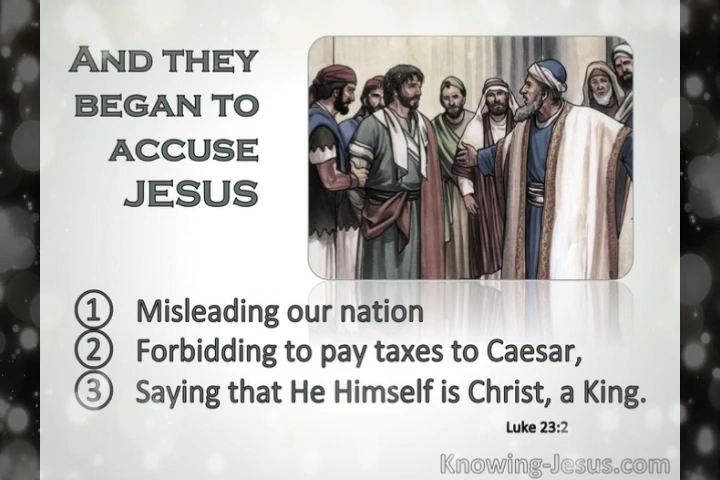 AND THEY
BEGAN TO
ACCUSE
JESUS
① Misleading our nation
② Forbidding to pay taxes to Caesar,
③ Saying that He Himself is Christ, a King.
Luke 23:2
Knowing-Jesus.com